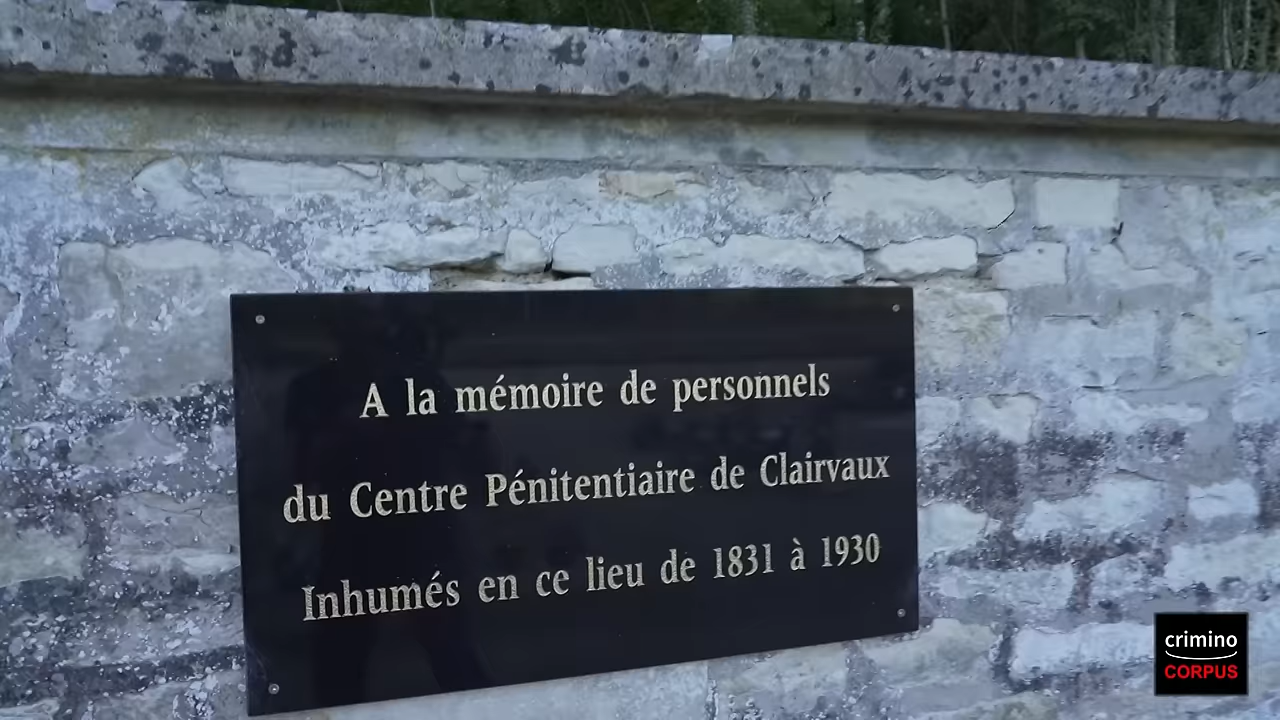 A la mémoire de personnels
du Centre Pénitentiaire de Clairvaux
Inhumés en ce lieu de 1831 à 1930
crimino
CORPUS